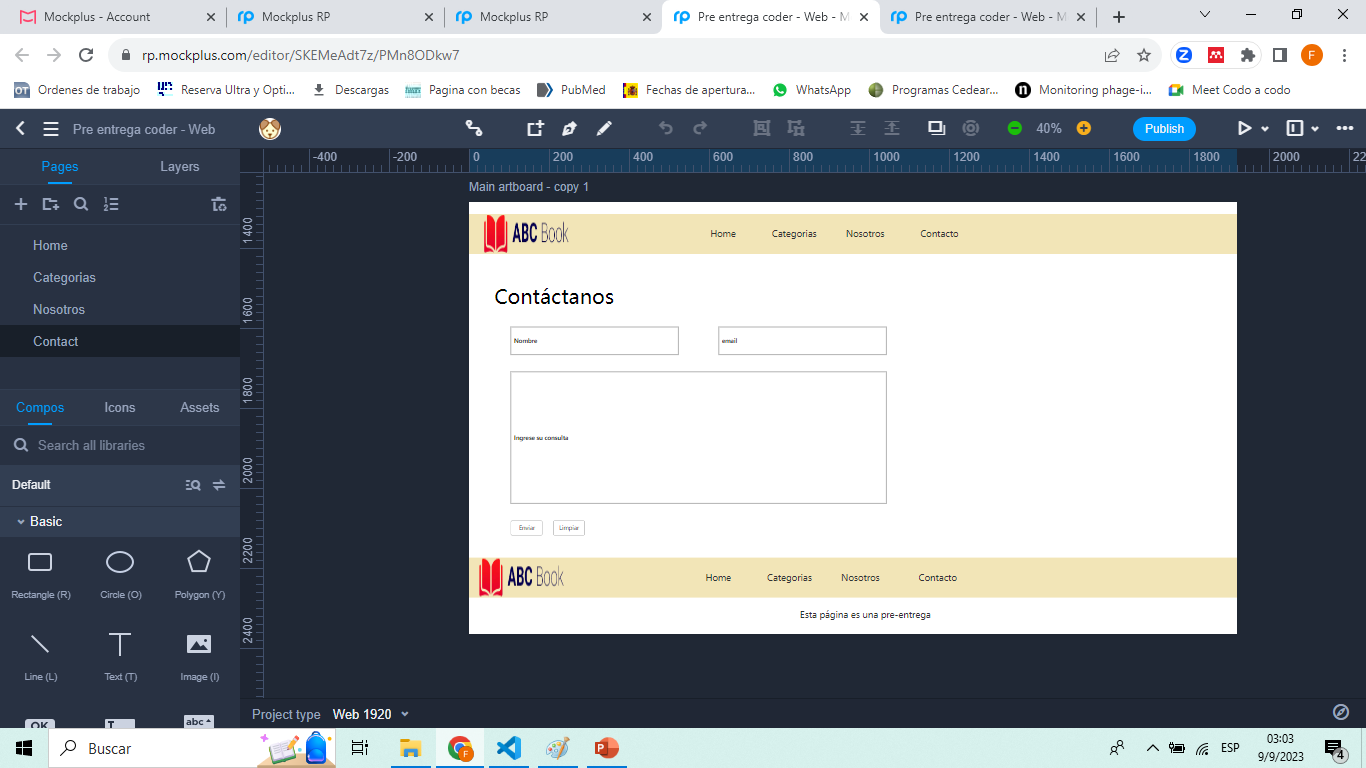 Mockplus - Account
Mockplus RP
Mockplus RP
Pre entrega coder - Web - M
Pre entrega coder - Web - M
rp.mockplus.com/editor/SKEMeAdt7z/PMn8ODkw7
F
OT Ordenes de trabajo
Reserva Ultra y Opti...
Descargas
Pagina con becas
PubMed
Fechas de apertura...
WhatsApp
Programas Cedear...
n Monitoring phage-i...
Meet Codo a codo
Pre entrega coder - Web
40%
Publish
Pages
Layers
-400 -200 0 200 400 600 800 1000 1200 1400 1600 1800 2000 22
Main artboard - copy 1
Home
Categorias
Nosotros
Contact
1400
1600
1800
2000
2200
2400
ABC Book
Home Categorias Nosotros Contacto
Contáctanos
Nombre
email
Ingrese su consulta
Enviar
Limpiar
ABC Book
Home Categorias Nosotros Contacto
Esta página es una pre-entrega
Compos
Icons
Assets
Search all libraries
Default
Basic
Rectangle (R)
Circle (O)
Polygon (Y)
Line (L)
Text (T)
Image (I)
OK
abc
Project type Web 1920
Buscar
F
P
ESP
03:03
9/9/2023
4